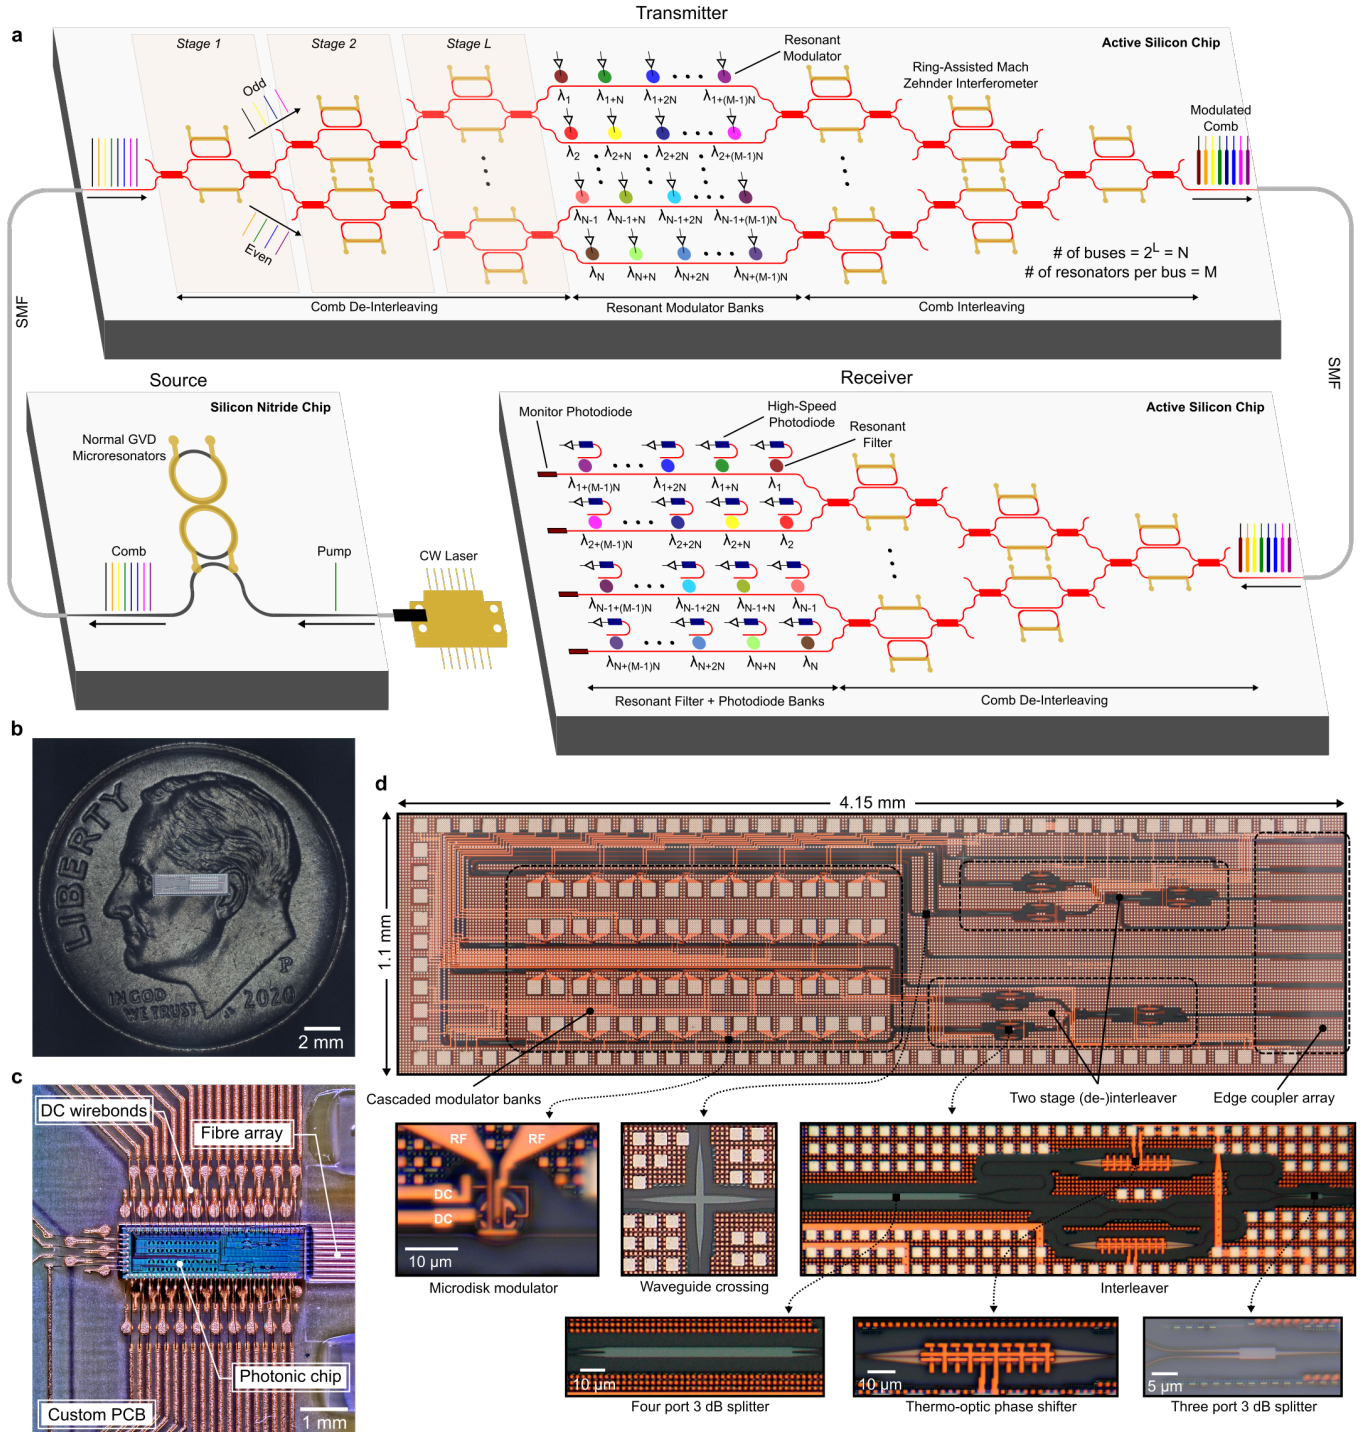 Transmitter
a
Stage 1
Stage 2
Stage L
Resonant
Modulator
Active Silicon Chip
Ring-Assisted Mach
Zehnder Interferometer
Odd
Even
λ1
λ1+N
λ1+2N
λ1+(M-1)N
λ2
λ2+N
λ2+2N
λ2+(M-1)N
λN-1
λN-1+N
λN-1+2N
λN-1+(M-1)N
λN
λN+N
λN+2N
λN+(M-1)N
Modulated
Comb
# of buses = 2^L = N
# of resonators per bus = M
Comb De-Interleaving
Resonant Modulator Banks
Comb Interleaving
SMF
SMF
Source
Silicon Nitride Chip
Normal GVD
Microresonators
Comb
Pump
CW Laser
Receiver
Active Silicon Chip
Monitor Photodiode
High-Speed
Photodiode
Resonant
Filter
λ1+(M-1)N
λ1+2N
λ1+N
λ1
λ2+(M-1)N
λ2+2N
λ2+N
λ2
λN-1+(M-1)N
λN-1+2N
λN-1+N
λN-1
λN+(M-1)N
λN+2N
λN+N
λN
Resonant Filter + Photodiode Banks
Comb De-Interleaving
b
LIBERTY
IN GOD
WE TRUST
P
2020
2 mm
c
DC wirebonds
Fibre array
Photonic chip
Custom PCB
1 mm
d
4.15 mm
1.1 mm
Cascaded modulator banks
Two stage (de-)interleaver
Edge coupler array
RF
RF
DC
DC
10 µm
Microdisk modulator
Waveguide crossing
Interleaver
10 µm
Four port 3 dB splitter
10 µm
Thermo-optic phase shifter
5 µm
Three port 3 dB splitter